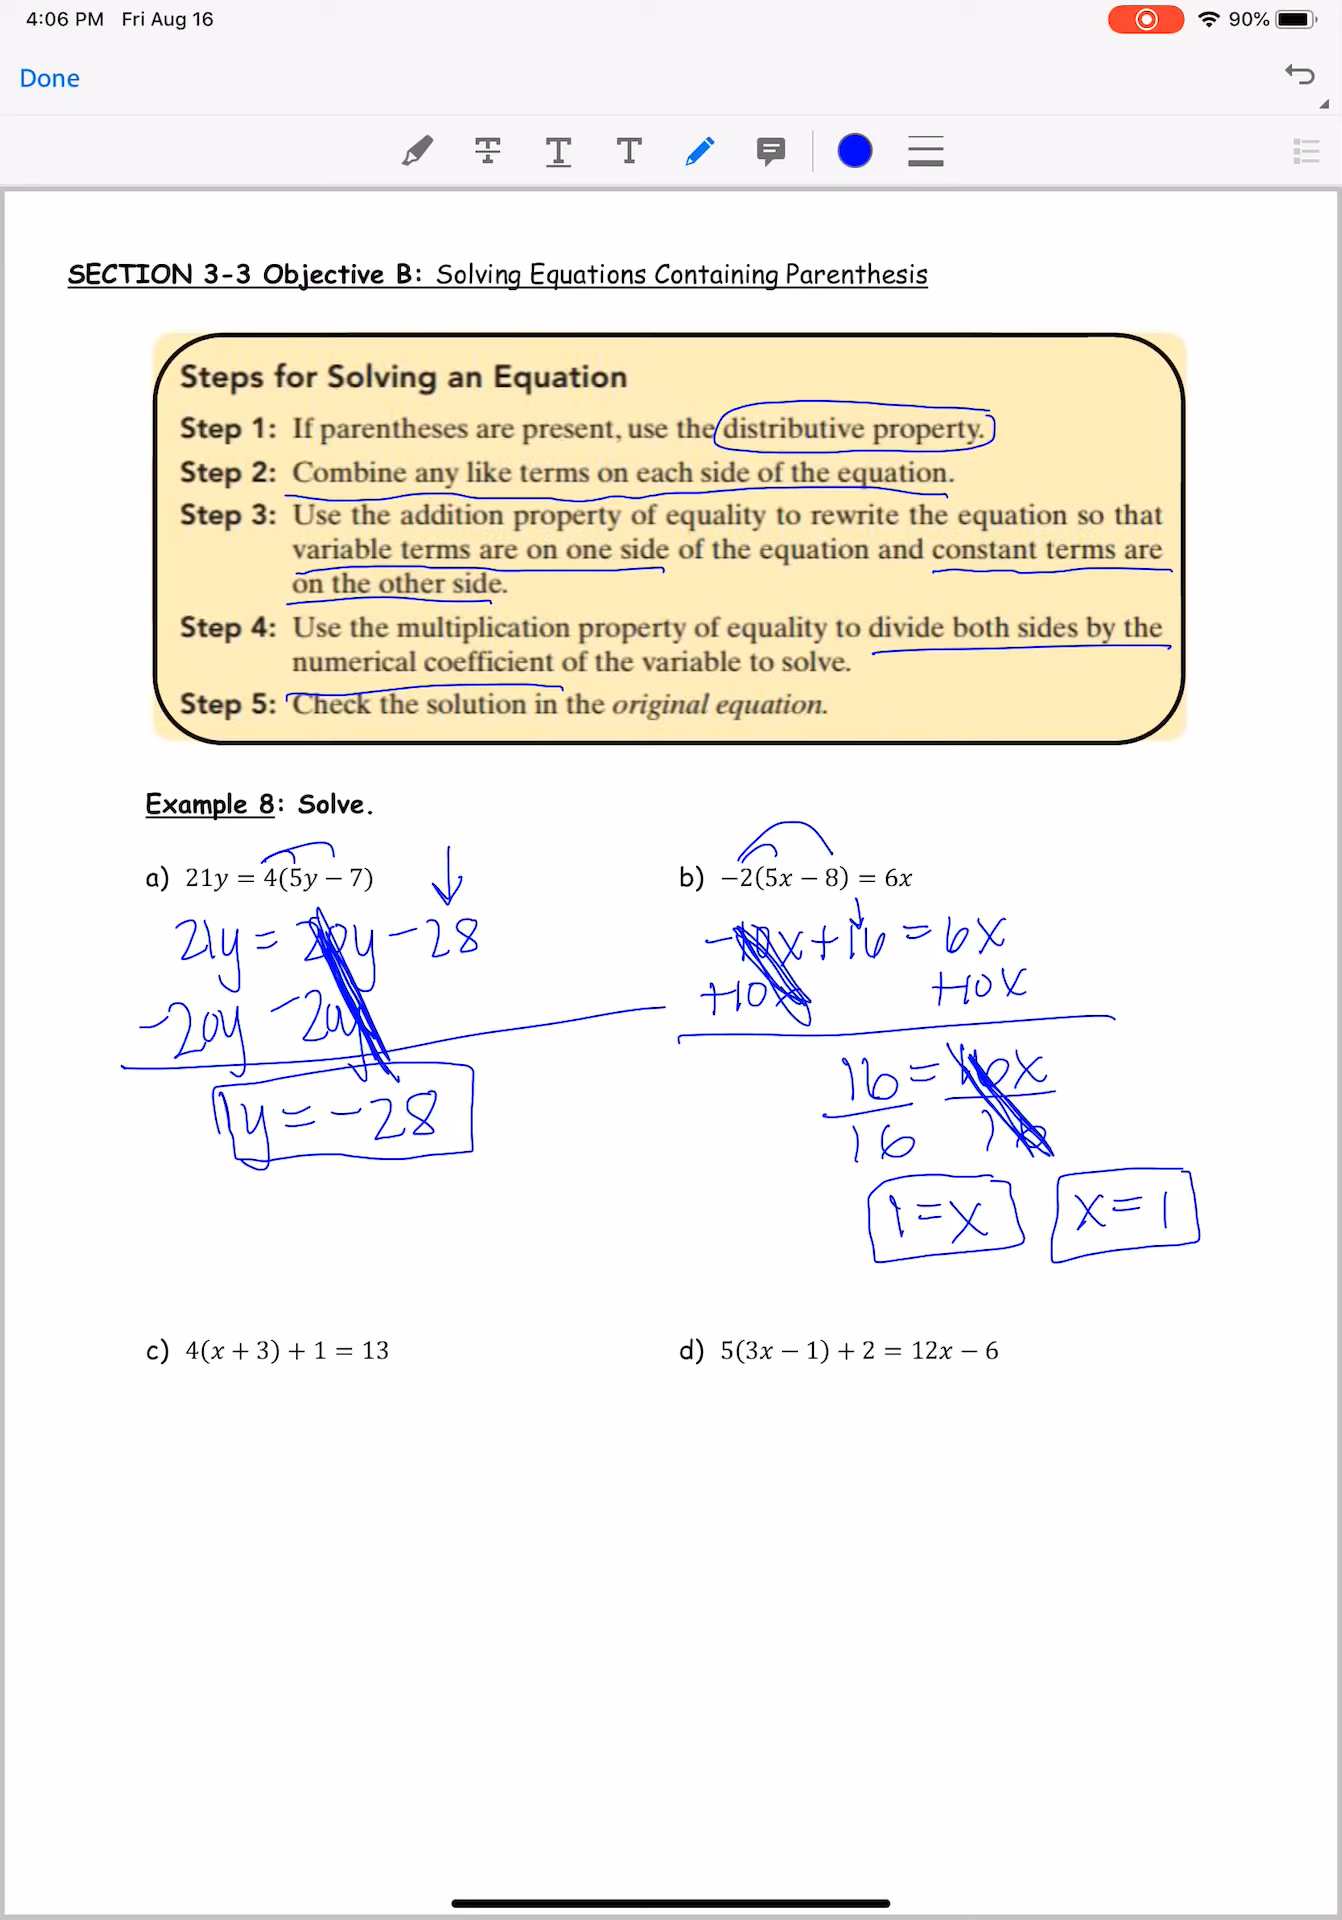 4:06 PM Fri Aug 16
90%
Done
T T T
SECTION 3-3 Objective B: Solving Equations Containing Parenthesis
Steps for Solving an Equation
Step 1: If parentheses are present, use the distributive property.
Step 2: Combine any like terms on each side of the equation.
Step 3: Use the addition property of equality to rewrite the equation so that
variable terms are on one side of the equation and constant terms are
on the other side.
Step 4: Use the multiplication property of equality to divide both sides by the
numerical coefficient of the variable to solve.
Step 5: Check the solution in the original equation.
Example 8: Solve.
a) 21y = 4(5y − 7)
21y = 20y − 28
−20y −20y
1y = −28
b) −2(5x − 8) = 6x
−10x + 16 = 6x
+10x +10x
16 = 16x
16 16
1 = x x = 1
c) 4(x + 3) + 1 = 13
d) 5(3x − 1) + 2 = 12x − 6